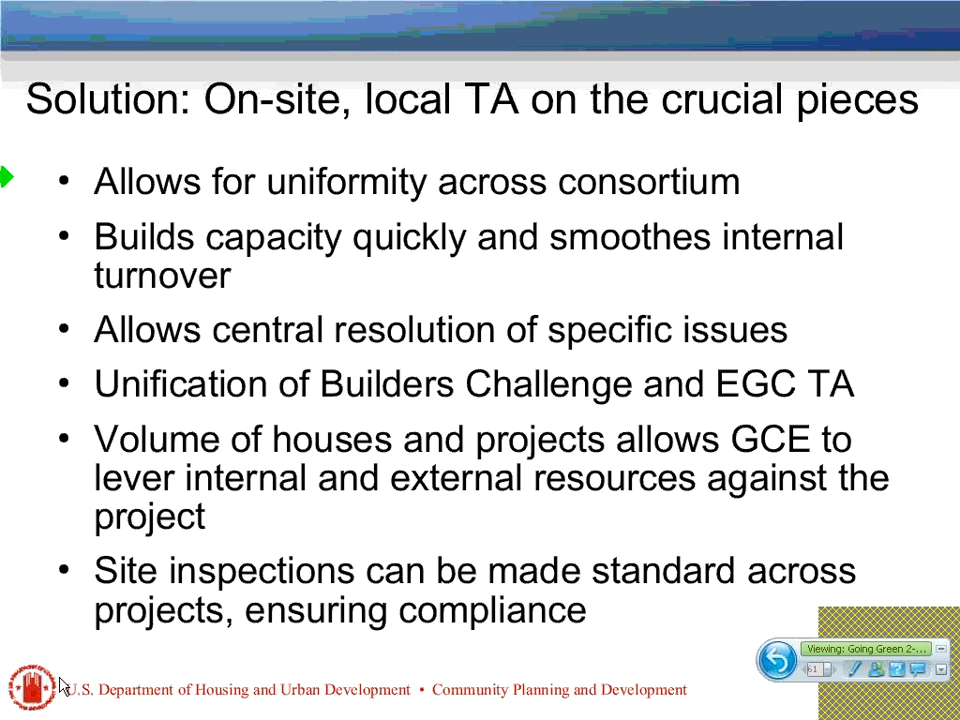 Solution: On-site, local TA on the crucial pieces
• Allows for uniformity across consortium
• Builds capacity quickly and smoothes internal
turnover
• Allows central resolution of specific issues
• Unification of Builders Challenge and EGC TA
• Volume of houses and projects allows GCE to
lever internal and external resources against the
project
• Site inspections can be made standard across
projects, ensuring compliance
Viewing: Going Green 2-...
61
U.S. Department of Housing and Urban Development • Community Planning and Development